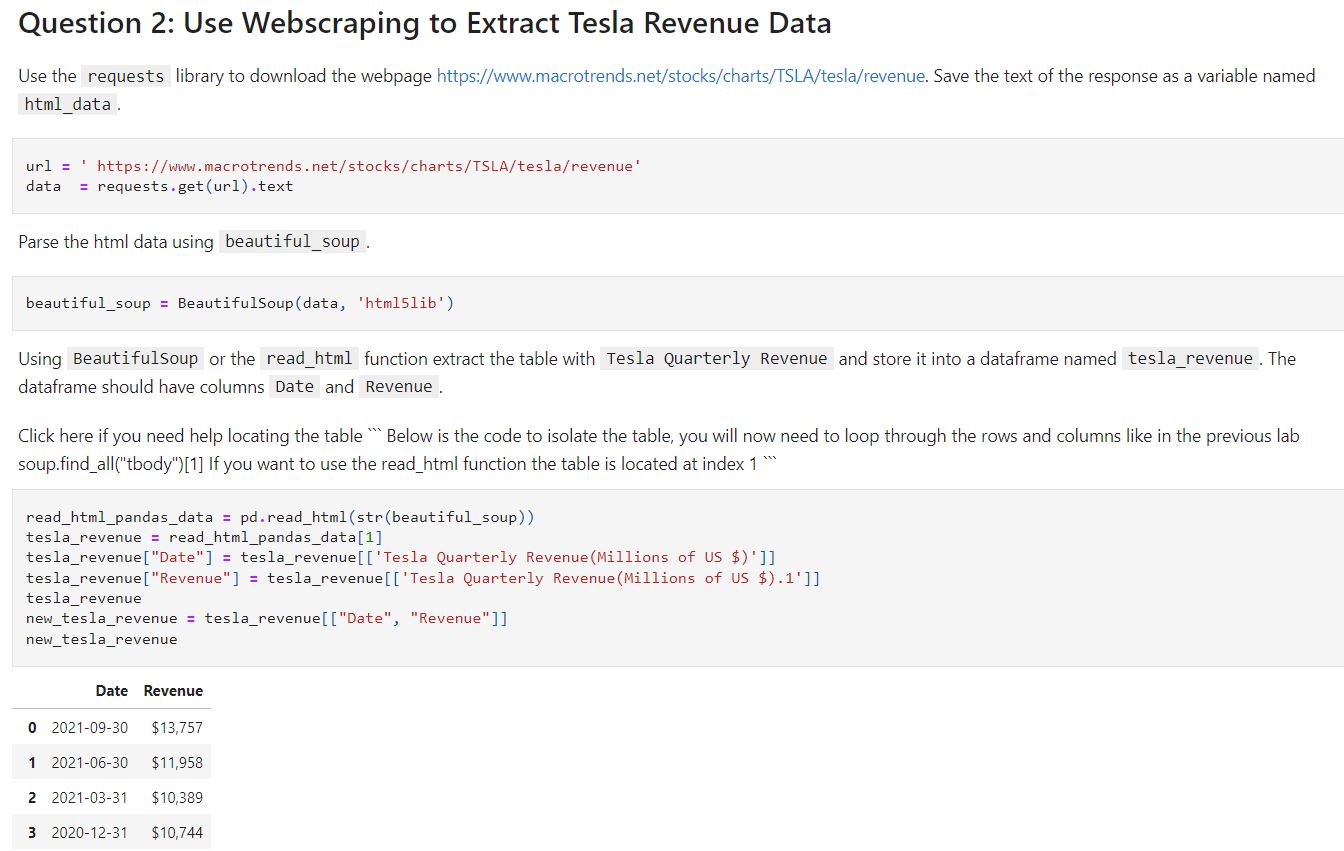 Question 2: Use Webscraping to Extract Tesla Revenue Data
Use the requests library to download the webpage https://www.macrotrends.net/stocks/charts/TSLA/tesla/revenue. Save the text of the response as a variable named
html_data .
url = ' https://www.macrotrends.net/stocks/charts/TSLA/tesla/revenue'
data  = requests.get(url).text
Parse the html data using beautiful_soup .
beautiful_soup = BeautifulSoup(data, 'html5lib')
Using BeautifulSoup or the read_html function extract the table with Tesla Quarterly Revenue and store it into a dataframe named tesla_revenue . The
dataframe should have columns Date and Revenue .
Click here if you need help locating the table ``` Below is the code to isolate the table, you will now need to loop through the rows and columns like in the previous lab
soup.find_all("tbody")[1] If you want to use the read_html function the table is located at index 1 ```
read_html_pandas_data = pd.read_html(str(beautiful_soup))
tesla_revenue = read_html_pandas_data[1]
tesla_revenue["Date"] = tesla_revenue[['Tesla Quarterly Revenue(Millions of US $)']]
tesla_revenue["Revenue"] = tesla_revenue[['Tesla Quarterly Revenue(Millions of US $).1']]
tesla_revenue
new_tesla_revenue = tesla_revenue[["Date", "Revenue"]]
new_tesla_revenue
Date Revenue
0 2021-09-30 $13,757
1 2021-06-30 $11,958
2 2021-03-31 $10,389
3 2020-12-31 $10,744